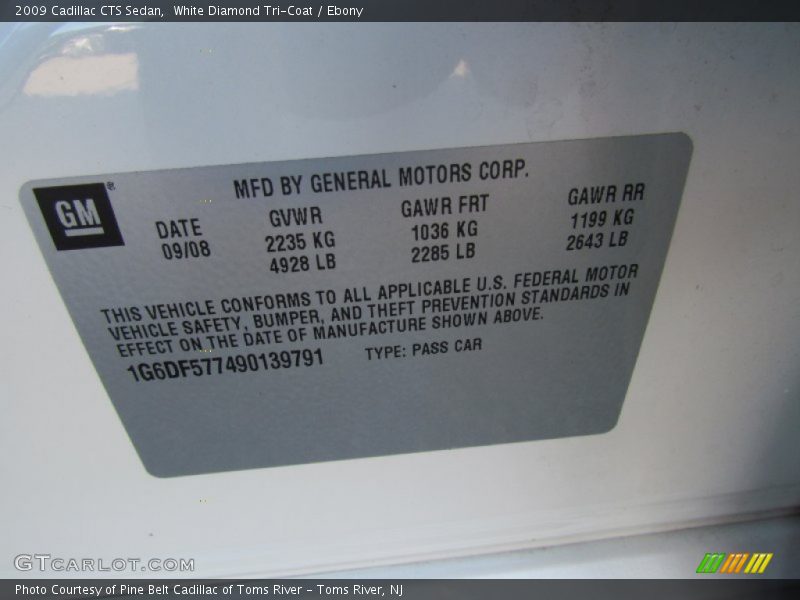 2009 Cadillac CTS Sedan,  White Diamond Tri-Coat / Ebony
GM®
MFD BY GENERAL MOTORS CORP.
DATE GVWR GAWR FRT GAWR RR
09/08 2235 KG 1036 KG 1199 KG
4928 LB 2285 LB 2643 LB
THIS VEHICLE CONFORMS TO ALL APPLICABLE U.S. FEDERAL MOTOR
VEHICLE SAFETY, BUMPER, AND THEFT PREVENTION STANDARDS IN
EFFECT ON THE DATE OF MANUFACTURE SHOWN ABOVE.
1G6DF577490139791 TYPE: PASS CAR
GTCARLOT.COM
Photo Courtesy of Pine Belt Cadillac of Toms River - Toms River, NJ